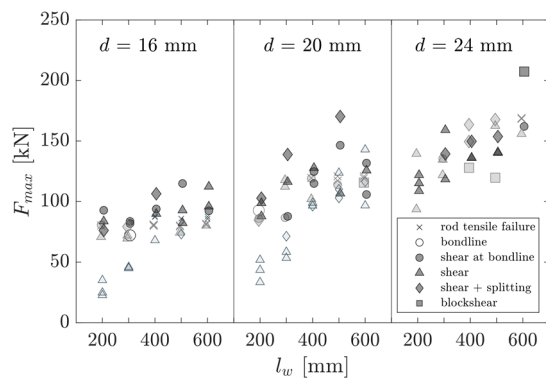 d = 16 mm d = 20 mm d = 24 mm
250
200
150
100
50
0
F_max [kN]
× rod tensile failure
bondline
shear at bondline
shear
shear + splitting
blockshear
200 400 600 200 400 600 200 400 600
l_w [mm]